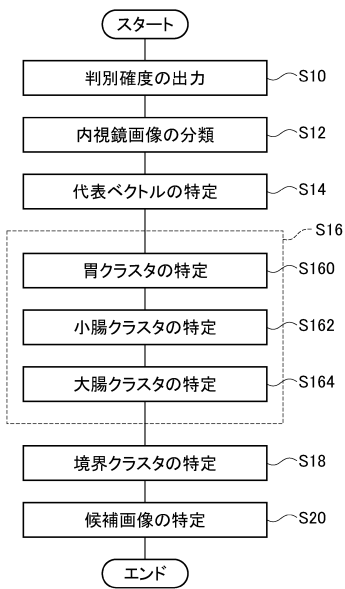 スタート
判別確度の出力 S10
内視鏡画像の分類 S12
代表ベクトルの特定 S14
S16
胃クラスタの特定 S160
小腸クラスタの特定 S162
大腸クラスタの特定 S164
境界クラスタの特定 S18
候補画像の特定 S20
エンド